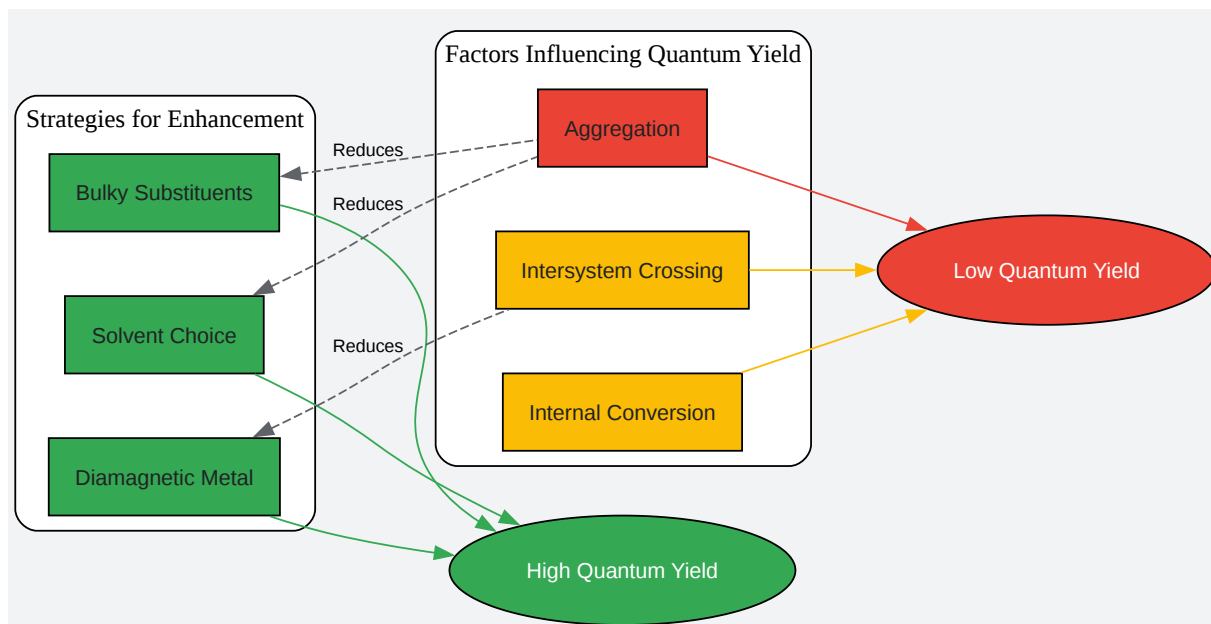 Factors Influencing Quantum Yield
Strategies for Enhancement
Aggregation
Reduces
Bulky Substituents
Reduces
Intersystem Crossing
Low Quantum Yield
Solvent Choice
Reduces
Internal Conversion
Diamagnetic Metal
High Quantum Yield